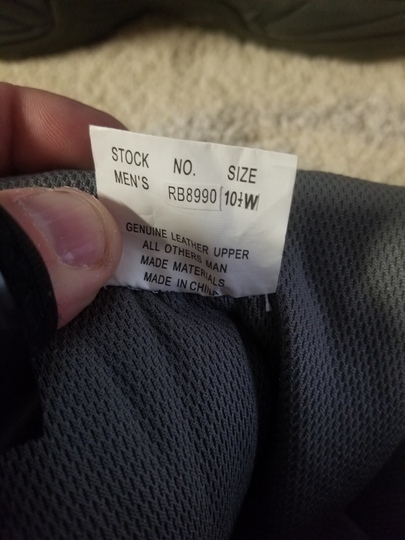 STOCK NO. SIZE
MEN'S RB8990 10½W
GENUINE LEATHER UPPER
ALL OTHERS MAN
MADE MATERIALS
MADE IN CHINA